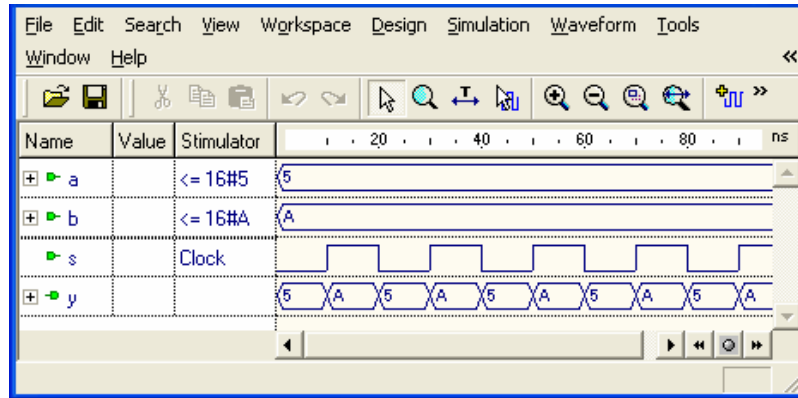 File Edit Search View Workspace Design Simulation Waveform Tools
Window Help
Name Value Stimulator 20 40 60 80 ns
a <= 16#5 5
b <= 16#A A
s Clock
y 5 A 5 A 5 A 5 A 5 A